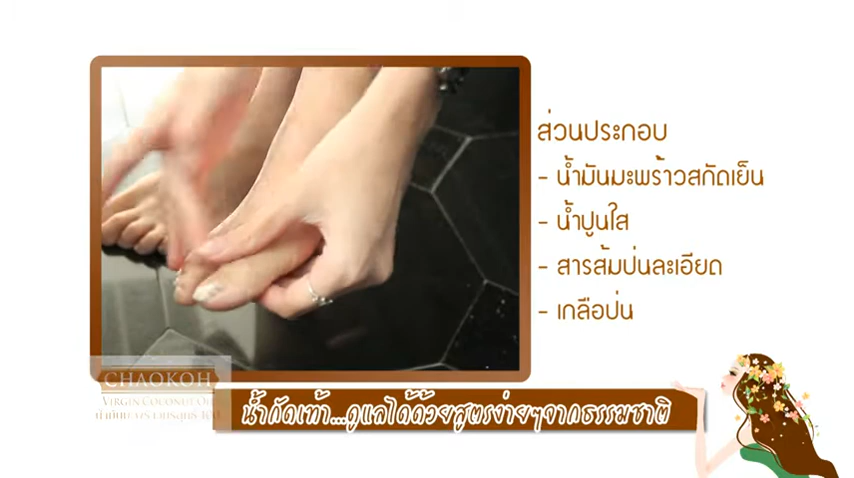 ส่วนประกอบ
- น้ำมันมะพร้าวสกัดเย็น
- น้ำปูนใส
- สารส้มป่นละเอียด
- เกลือป่น
CHAOKOH
VIRGIN COCONUT OIL
น้ำกัดเท้า...ดูแลได้ด้วยสูตรง่ายๆจากธรรมชาติ